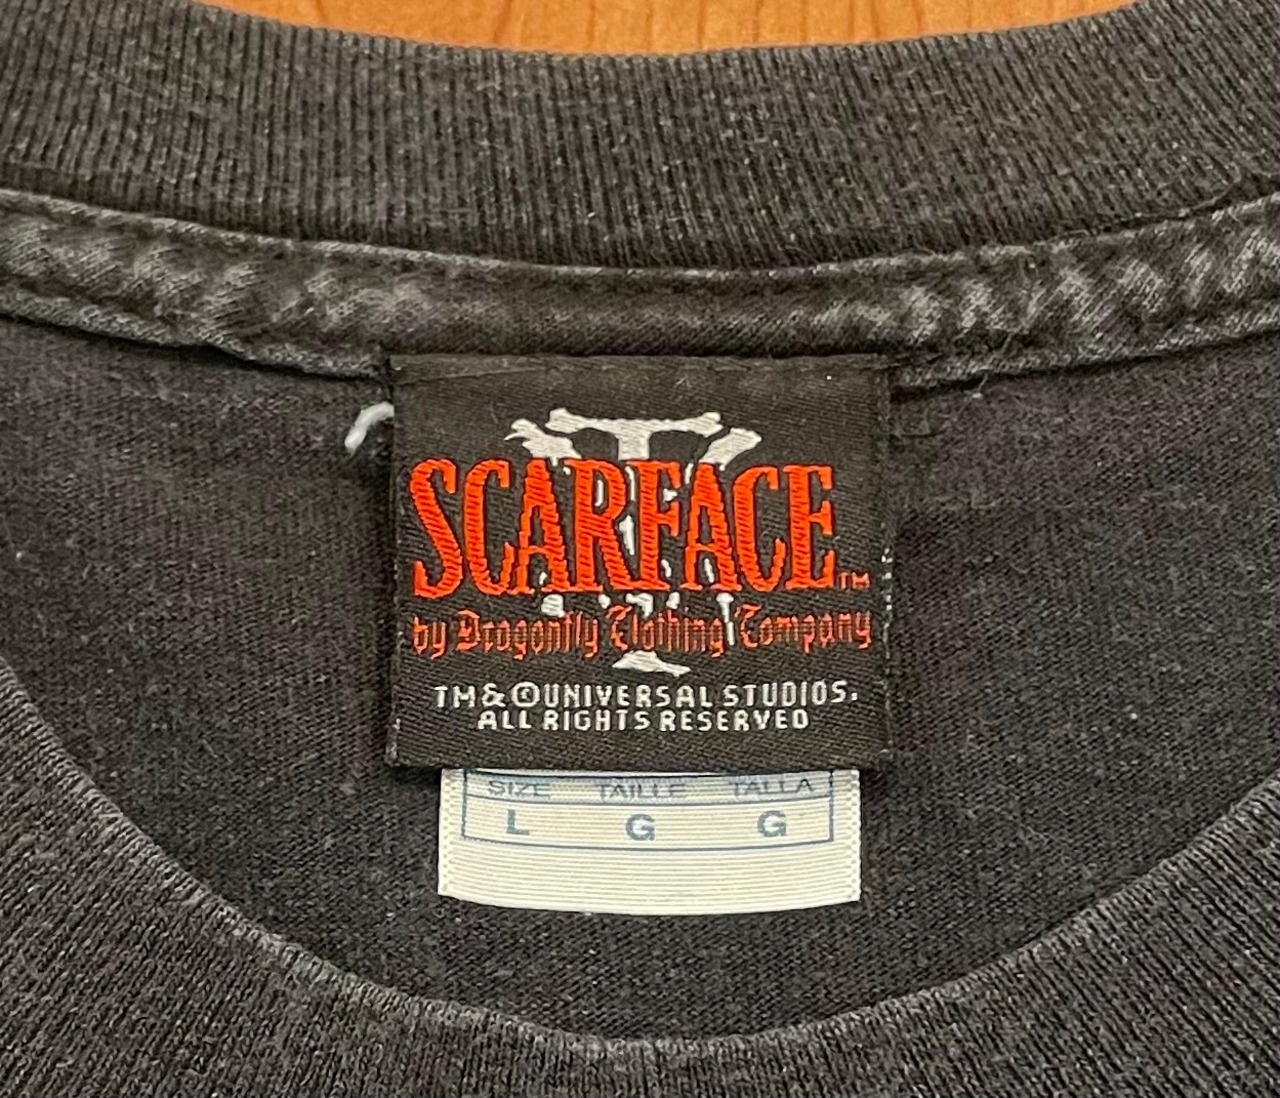 SCARFACE™
by Dragonfly Clothing Company
TM&©UNIVERSAL STUDIOS.
ALL RIGHTS RESERVED
SIZE TAILLE TALLA
L G G